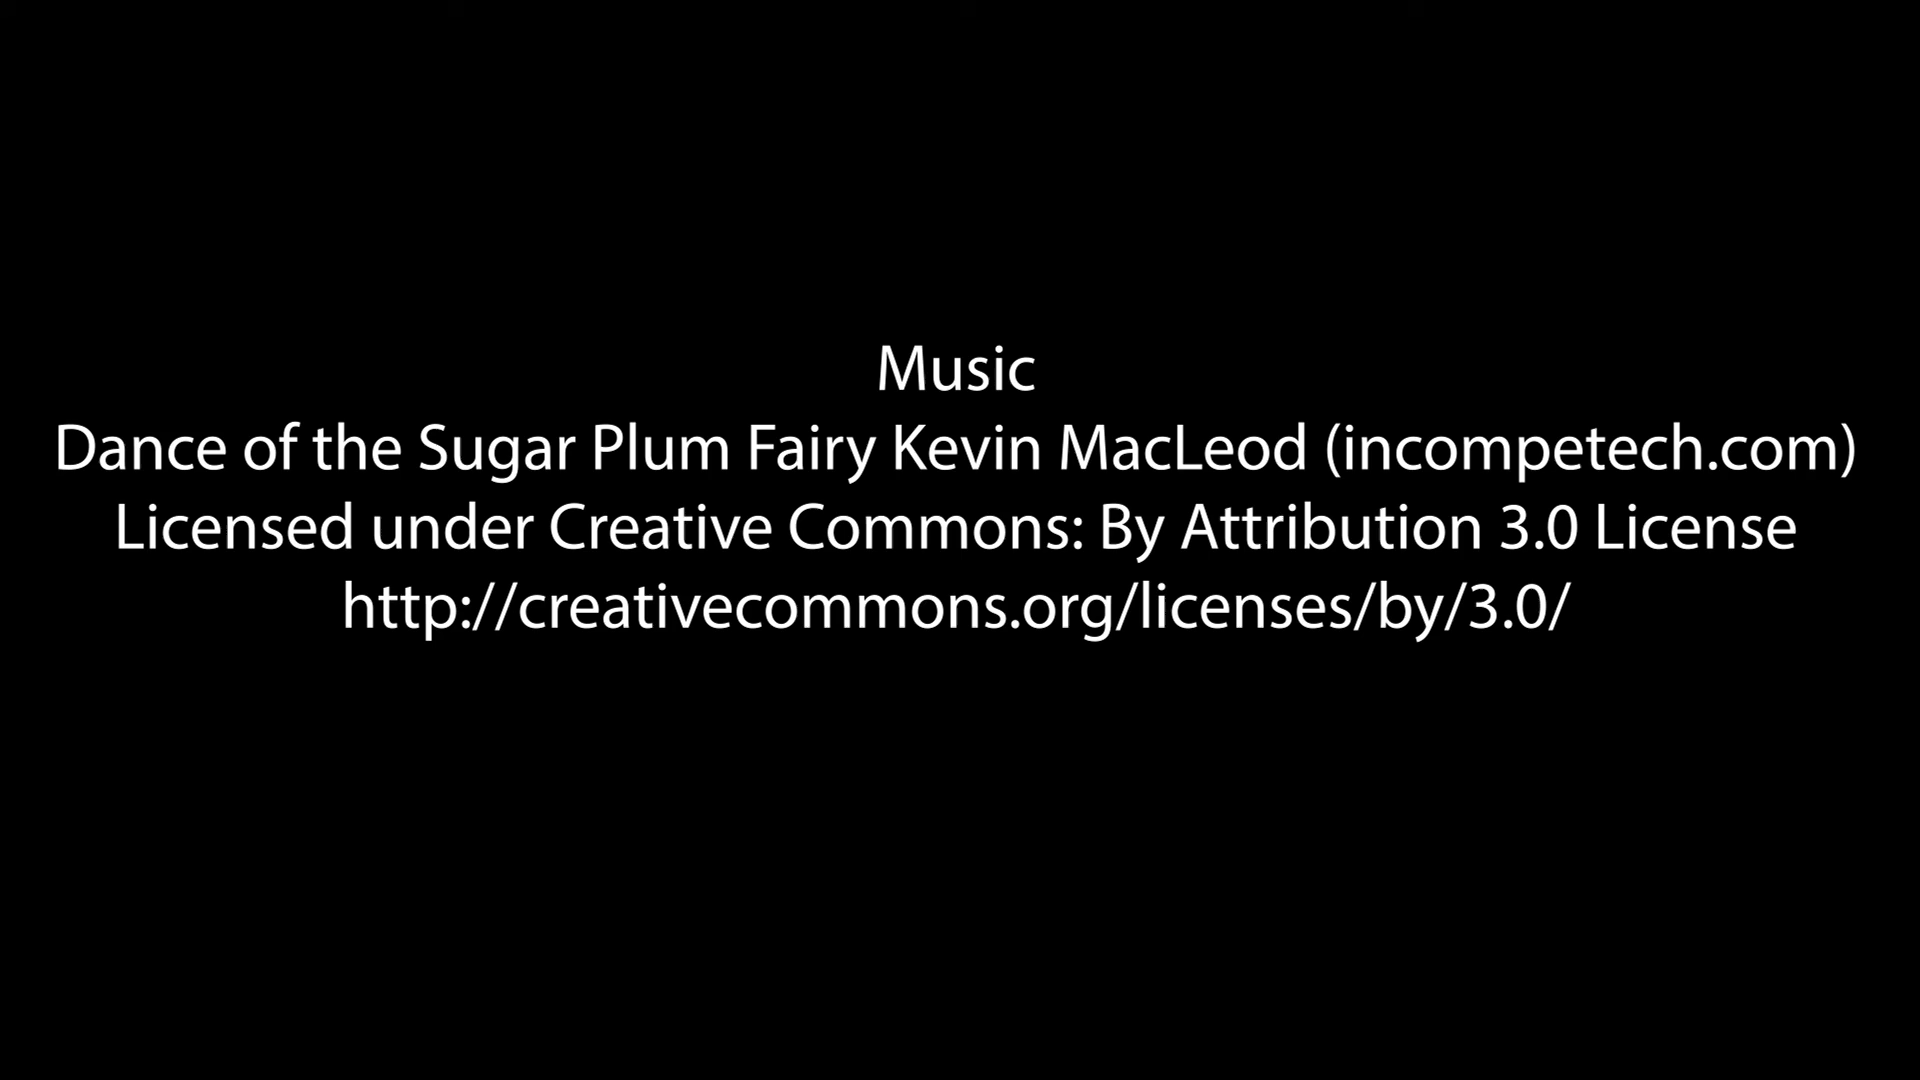 Music
Dance of the Sugar Plum Fairy Kevin MacLeod (incompetech.com)
Licensed under Creative Commons: By Attribution 3.0 License
http://creativecommons.org/licenses/by/3.0/